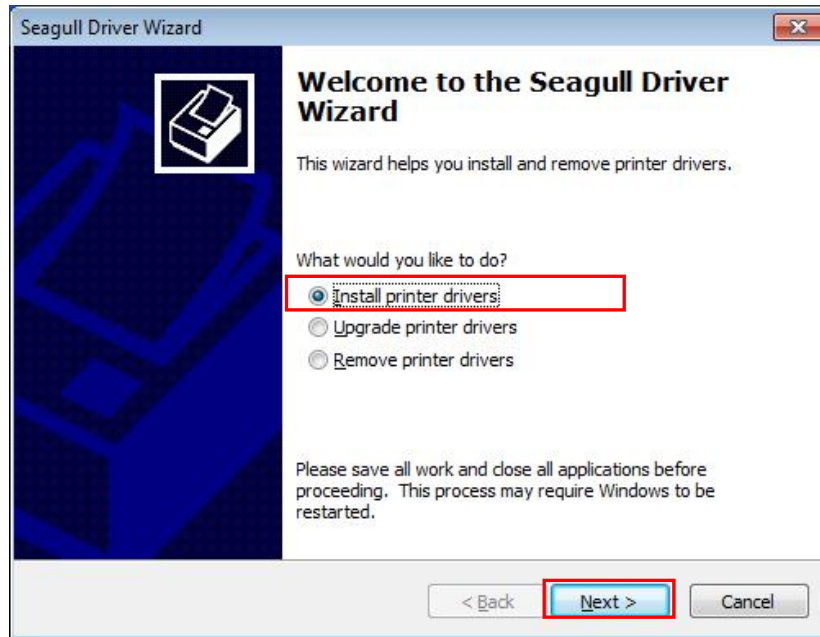 Seagull Driver Wizard
Welcome to the Seagull Driver
Wizard
This wizard helps you install and remove printer drivers.
What would you like to do?
Install printer drivers
Upgrade printer drivers
Remove printer drivers
Please save all work and close all applications before
proceeding. This process may require Windows to be
restarted.
< Back Next > Cancel